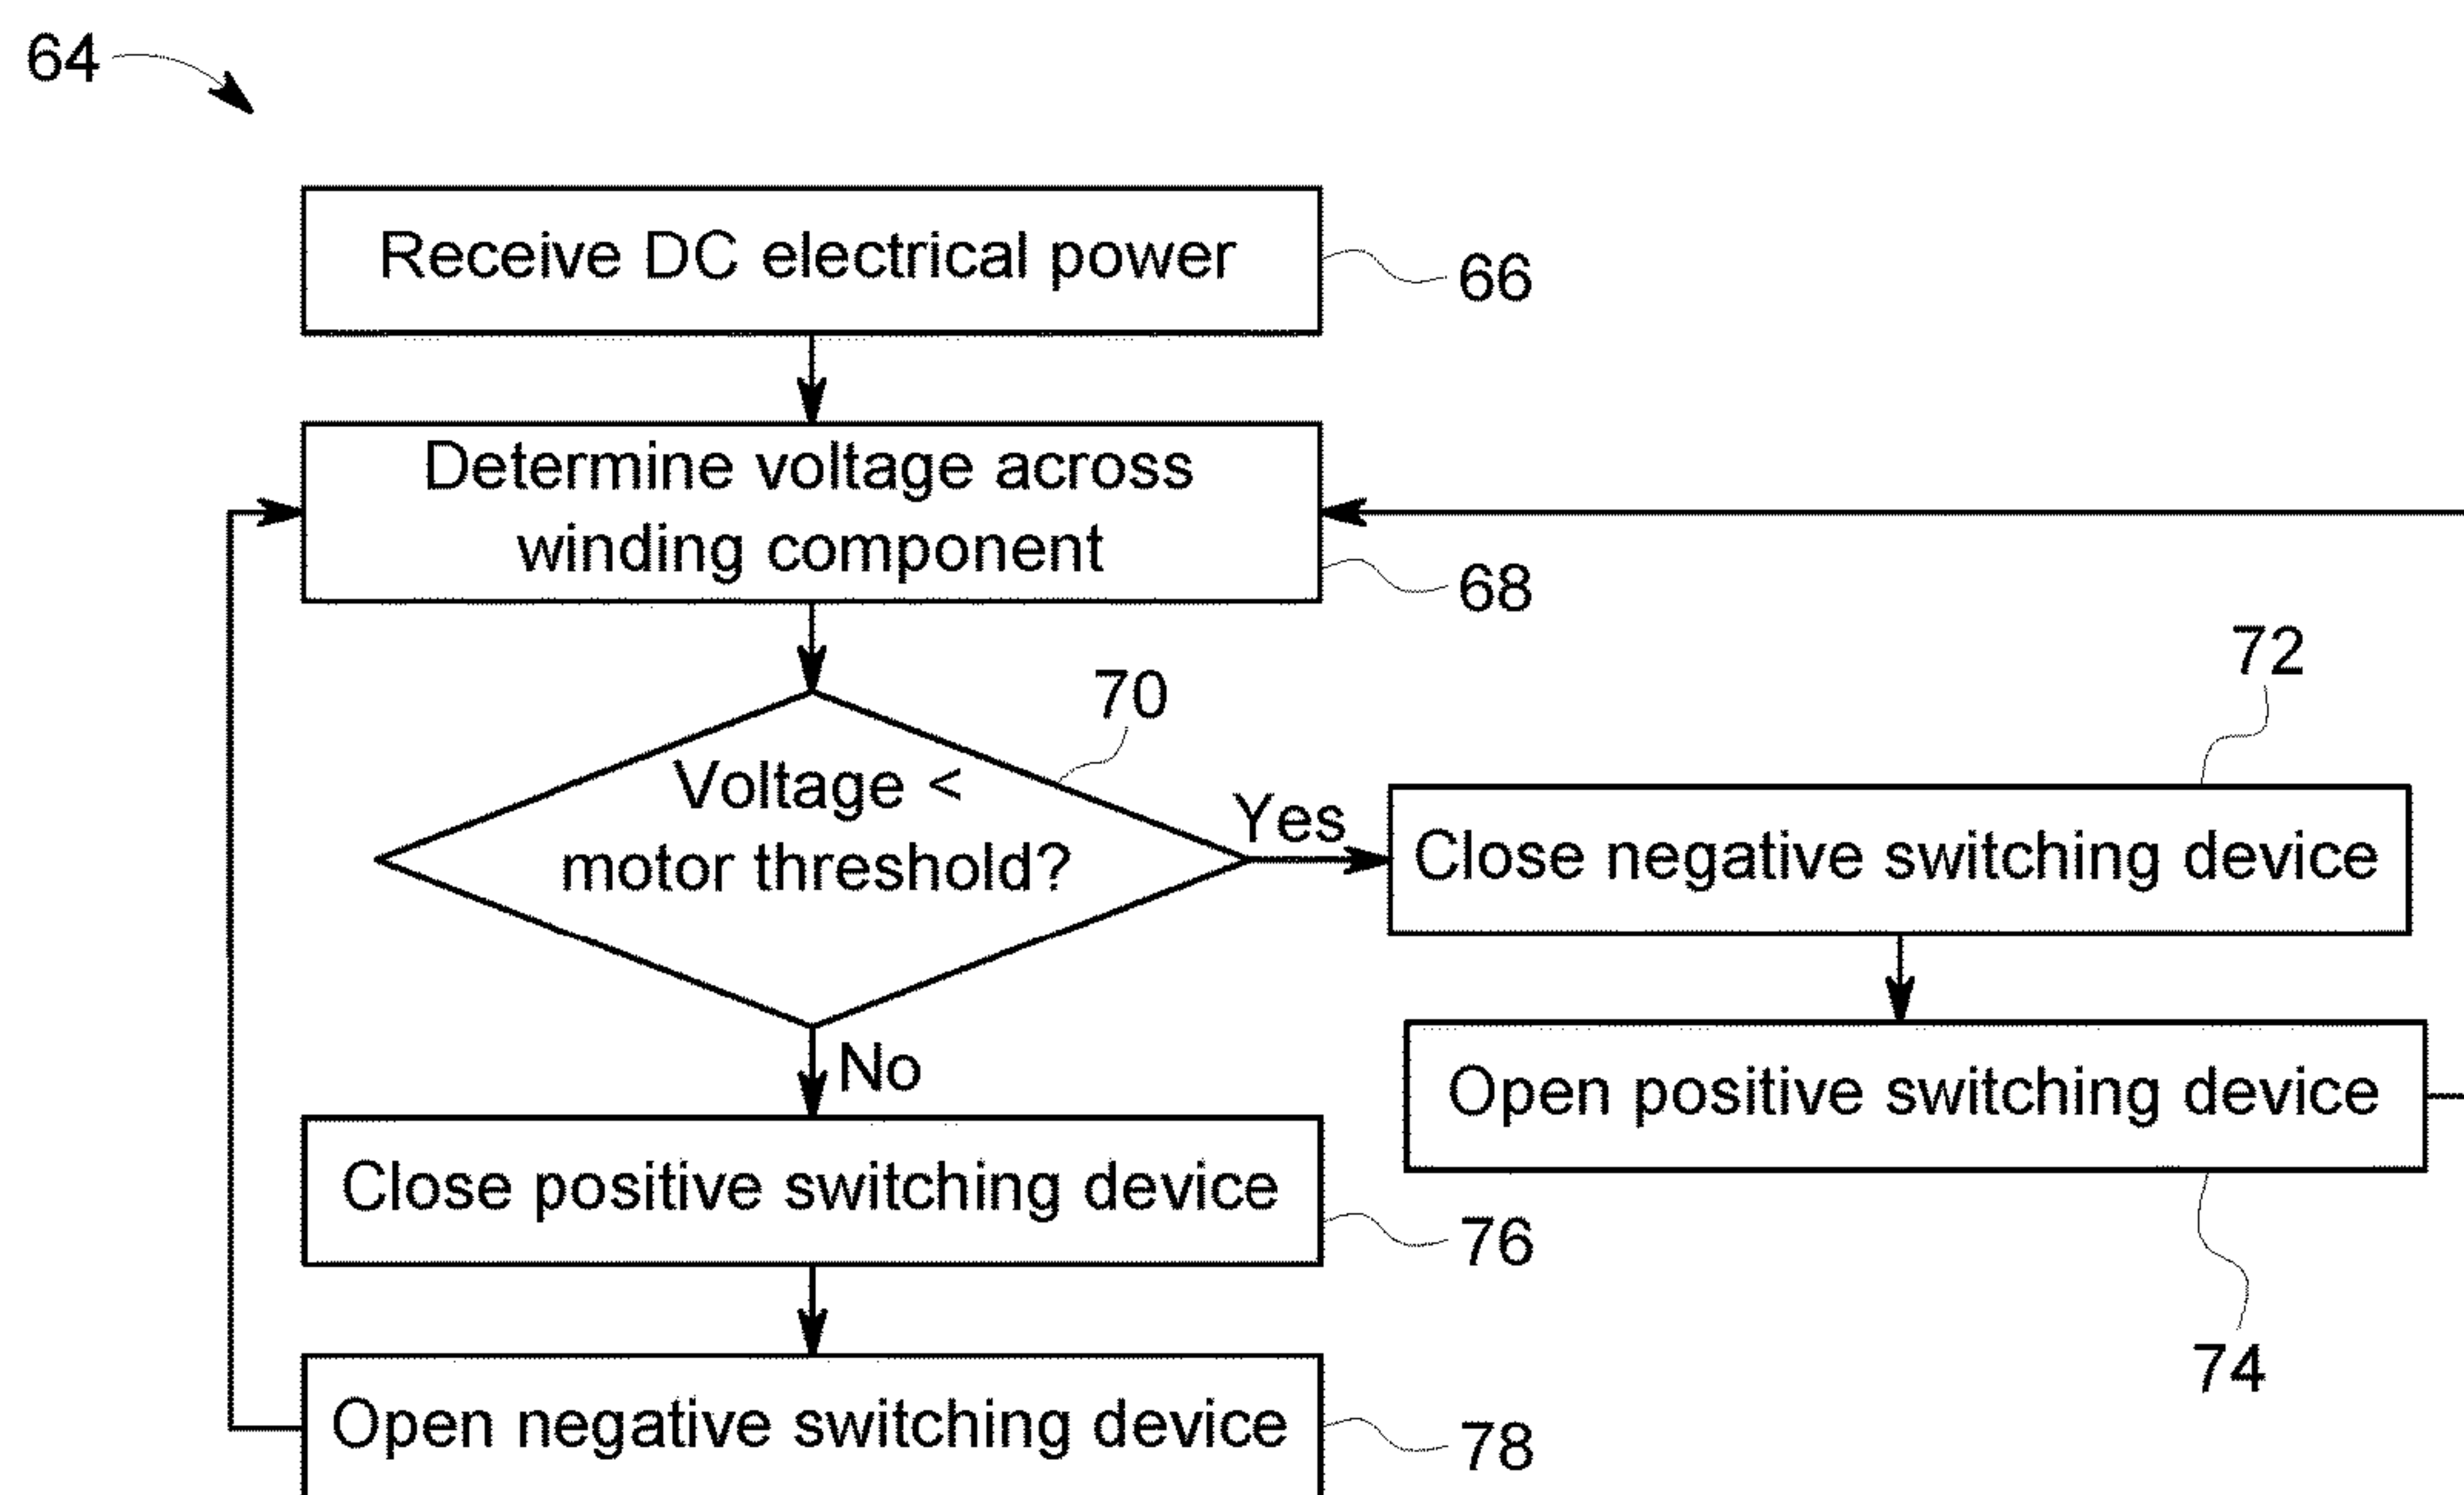 64
Receive DC electrical power
66
Determine voltage across
winding component
68
70
Voltage <
motor threshold?
Yes
72
Close negative switching device
Open positive switching device
74
No
Close positive switching device
76
Open negative switching device
78